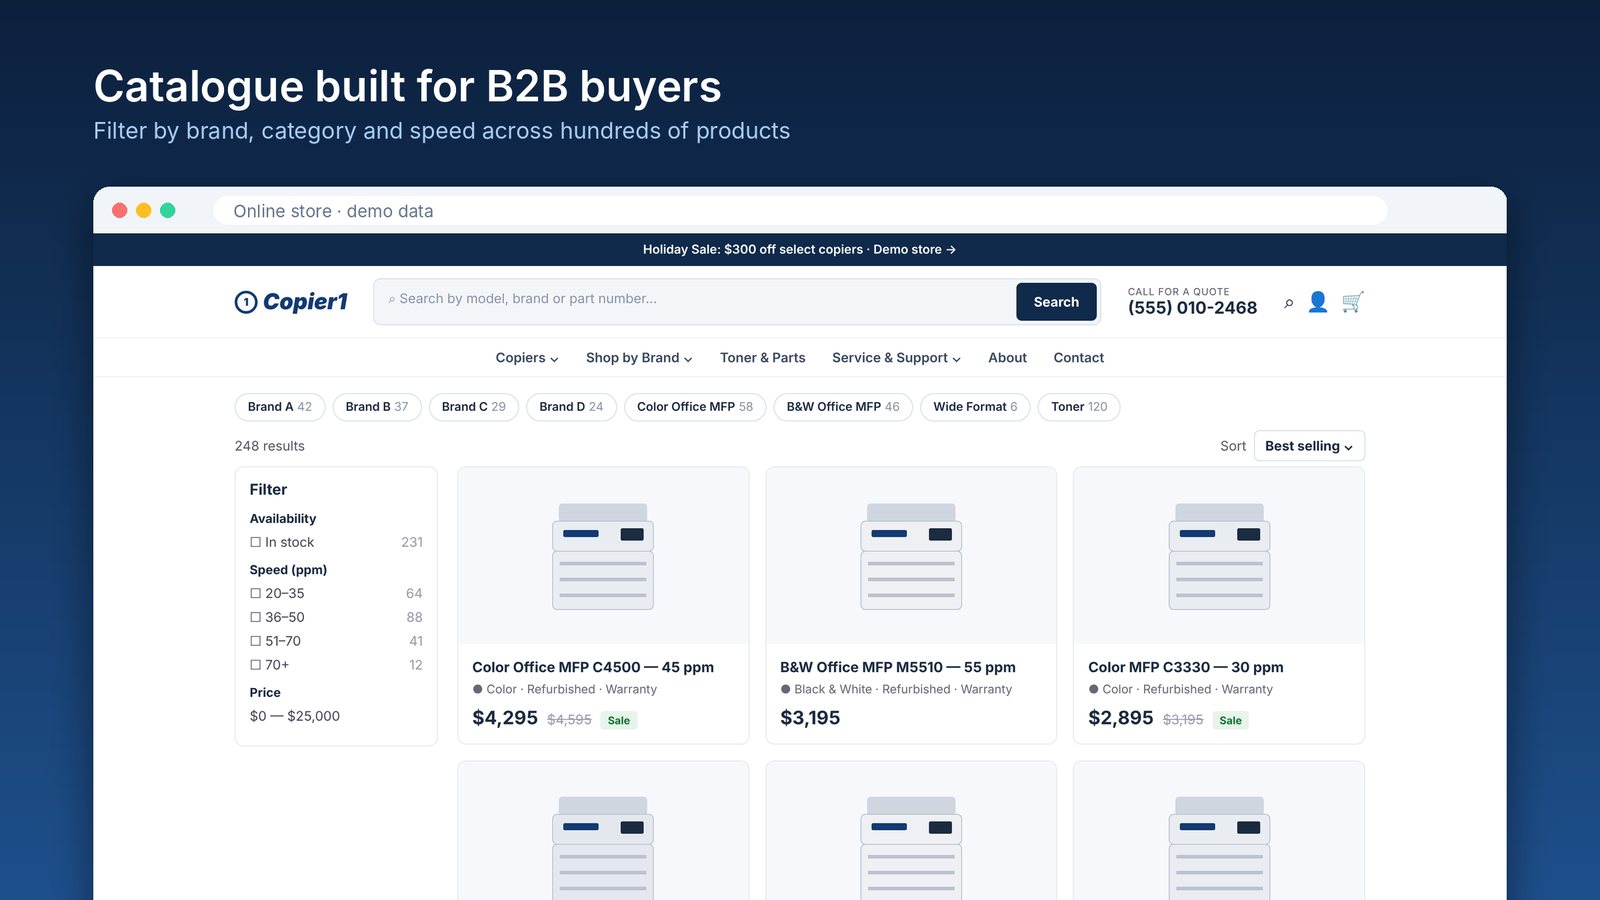 Catalogue built for B2B buyers
Filter by brand, category and speed across hundreds of products
Online store · demo data
Holiday Sale: $300 off select copiers · Demo store →
1 Copier1
Search by model, brand or part number...
Search
CALL FOR A QUOTE
(555) 010-2468
Copiers Shop by Brand Toner & Parts Service & Support About Contact
Brand A 42 Brand B 37 Brand C 29 Brand D 24 Color Office MFP 58 B&W Office MFP 46 Wide Format 6 Toner 120
248 results
Sort Best selling
Filter
Availability
☐ In stock 231
Speed (ppm)
☐ 20–35 64
☐ 36–50 88
☐ 51–70 41
☐ 70+ 12
Price
$0 — $25,000
Color Office MFP C4500 — 45 ppm
● Color · Refurbished · Warranty
$4,295 $4,595 Sale
B&W Office MFP M5510 — 55 ppm
● Black & White · Refurbished · Warranty
$3,195
Color MFP C3330 — 30 ppm
● Color · Refurbished · Warranty
$2,895 $3,195 Sale